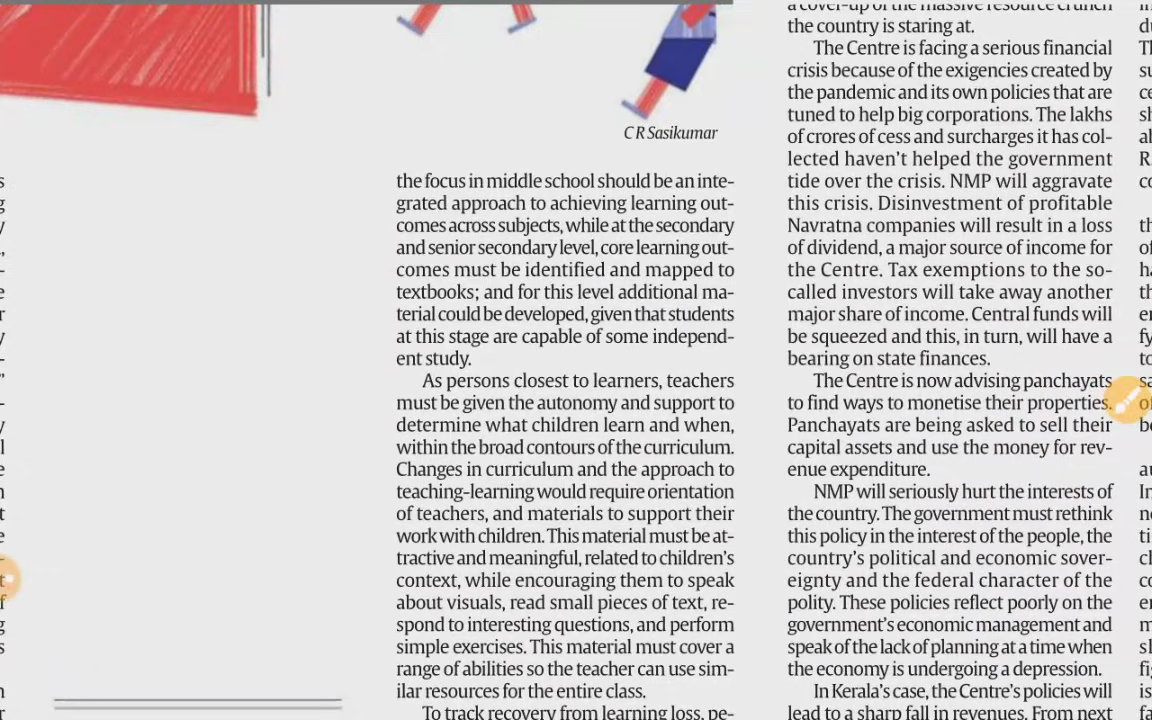 C R Sasikumar
the focus in middle school should be an inte-
grated approach to achieving learning out-
comes across subjects, while at the secondary
and senior secondary level, core learning out-
comes must be identified and mapped to
textbooks; and for this level additional ma-
terial could be developed, given that students
at this stage are capable of some independ-
ent study.
As persons closest to learners, teachers
must be given the autonomy and support to
determine what children learn and when,
within the broad contours of the curriculum.
Changes in curriculum and the approach to
teaching-learning would require orientation
of teachers, and materials to support their
work with children. This material must be at-
tractive and meaningful, related to children's
context, while encouraging them to speak
about visuals, read small pieces of text, re-
spond to interesting questions, and perform
simple exercises. This material must cover a
range of abilities so the teacher can use sim-
ilar resources for the entire class.
To track recovery from learning loss, pe-
a cover-up of the massive resource crunch
the country is staring at.
The Centre is facing a serious financial
crisis because of the exigencies created by
the pandemic and its own policies that are
tuned to help big corporations. The lakhs
of crores of cess and surcharges it has col-
lected haven't helped the government
tide over the crisis. NMP will aggravate
this crisis. Disinvestment of profitable
Navratna companies will result in a loss
of dividend, a major source of income for
the Centre. Tax exemptions to the so-
called investors will take away another
major share of income. Central funds will
be squeezed and this, in turn, will have a
bearing on state finances.
The Centre is now advising panchayats
to find ways to monetise their properties.
Panchayats are being asked to sell their
capital assets and use the money for rev-
enue expenditure.
NMP will seriously hurt the interests of
the country. The government must rethink
this policy in the interest of the people, the
country's political and economic sover-
eignty and the federal character of the
polity. These policies reflect poorly on the
government's economic management and
speak of the lack of planning at a time when
the economy is undergoing a depression.
In Kerala's case, the Centre's policies will
lead to a sharp fall in revenues. From next